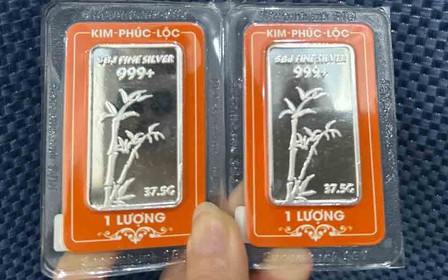 KIM-PHÚC-LỘC
SBJ FINE SILVER
999+
37.5G
1 LƯỢNG
KIM-PHÚC-LỘC
SBJ FINE SILVER
999+
37.5G
1 LƯỢNG